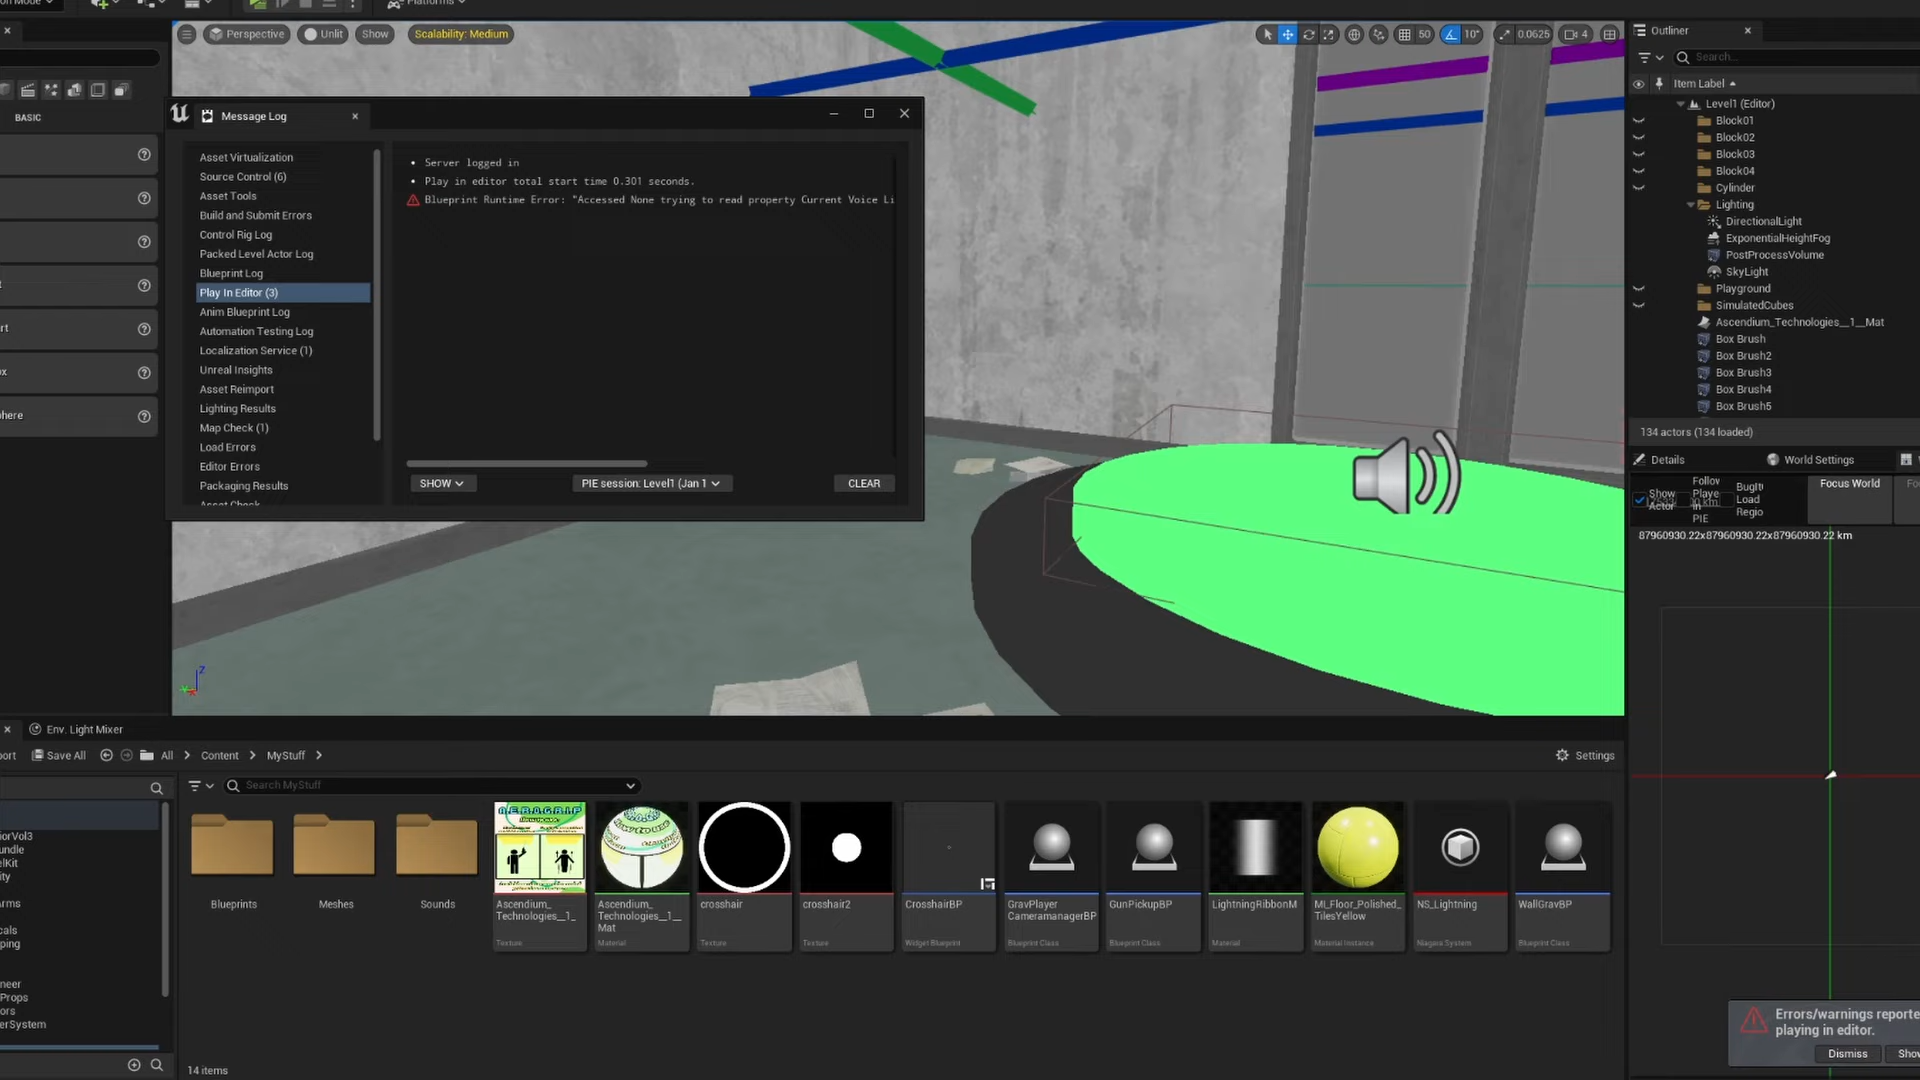 Platforms
Perspective
Unlit
Show
Scalability: Medium
50
10°
0.0625
4
Outliner
Search...
Item Label
Level1 (Editor)
Block01
Block02
Block03
Block04
Cylinder
Lighting
DirectionalLight
ExponentialHeightFog
PostProcessVolume
SkyLight
Playground
SimulatedCubes
Ascendium_Technologies__1__Mat
Box Brush
Box Brush2
Box Brush3
Box Brush4
Box Brush5
134 actors (134 loaded)
BASIC
Message Log
Asset Virtualization
Source Control (6)
Asset Tools
Build and Submit Errors
Control Rig Log
Packed Level Actor Log
Blueprint Log
Play In Editor (3)
Anim Blueprint Log
Automation Testing Log
Localization Service (1)
Unreal Insights
Asset Reimport
Lighting Results
Map Check (1)
Load Errors
Editor Errors
Packaging Results
Asset Check
Server logged in
Play in editor total start time 0.301 seconds.
Blueprint Runtime Error: "Accessed None trying to read property Current Voice Li
SHOW
PIE session: Level1 (Jan 1
CLEAR
Details
World Settings
Show Actor
Follow Playe in PIE
BugIt Load Regio
Focus World
87960930.22x87960930.22x87960930.22 km
Z
Env. Light Mixer
Save All
All
Content
MyStuff
Settings
Search MyStuff
Blueprints
Meshes
Sounds
Ascendium_
Technologies__1_
Texture
Ascendium_
Technologies__1__
Mat
Material
crosshair
Texture
crosshair2
Texture
CrosshairBP
Widget Blueprint
GravPlayer
CameramanagerBP
Blueprint Class
GunPickupBP
Blueprint Class
LightningRibbonM
Material
MI_Floor_Polished_
TilesYellow
Material Instance
NS_Lightning
Niagara System
WallGravBP
Blueprint Class
14 items
Errors/warnings reporte
playing in editor.
Dismiss
Show